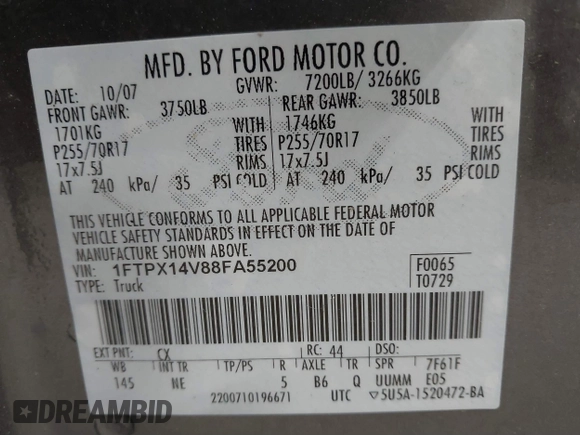 MFD. BY FORD MOTOR CO.
DATE: 10/07 GVWR: 7200LB/ 3266KG
FRONT GAWR: 3750LB REAR GAWR: 3850LB
1701KG WITH 1746KG WITH
P255/70R17 TIRES P255/70R17 TIRES
17x7.5J RIMS 17x7.5J RIMS
AT 240 kPa/ 35 PSI COLD AT 240 kPa/ 35 PSI COLD
THIS VEHICLE CONFORMS TO ALL APPLICABLE FEDERAL MOTOR
VEHICLE SAFETY STANDARDS IN EFFECT ON THE DATE OF
MANUFACTURE SHOWN ABOVE.
VIN: 1FTPX14V88FA55200 F0065
TYPE: Truck T0729
EXT PNT: CX RC: 44 DSO:
WB INT TR TP/PS R AXLE TR SPR 7F61F
145 NE 5 B6 Q UUMM E05
2200710196671 UTC 5U5A-1520472-BA
DREAMBID